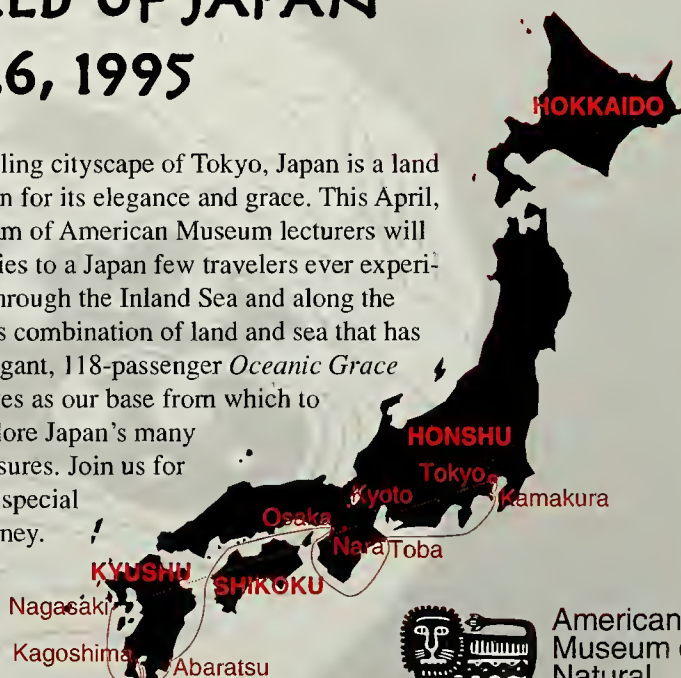 OF JAPAN
6, 1995
ling cityscape of Tokyo, Japan is a land
n for its elegance and grace. This April,
m of American Museum lecturers will
ies to a Japan few travelers ever experi-
hrough the Inland Sea and along the
s combination of land and sea that has
gant, 118-passenger Oceanic Grace
es as our base from which to
lore Japan's many
sures. Join us for
special
ney.
HOKKAIDO
HONSHU
Tokyo
Kamakura
Kyoto
Osaka
Nara
Toba
KYUSHU
SHIKOKU
Nagasaki
Kagoshima
Abaratsu
American
Museum
Natural